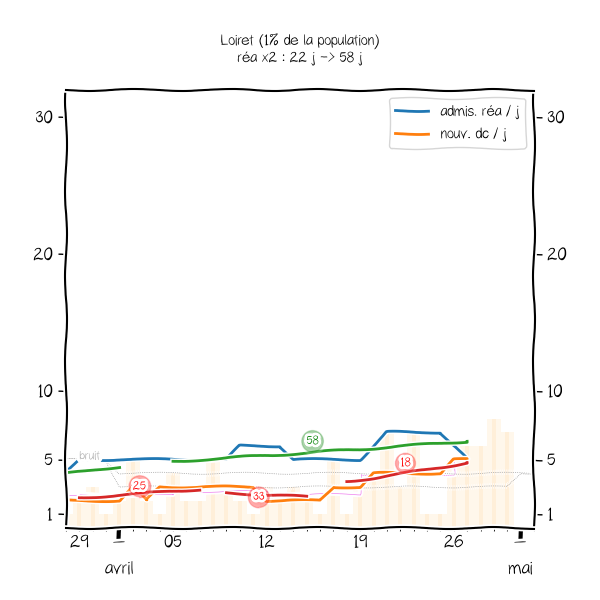 Loiret (1% de la population)
réa x2 : 22 j -> 58 j
admis. réa / j
nouv. dc / j
30
30
20
20
10
10
58
bruit
5
5
18
25
33
1
1
29
05
12
19
26
avril
mai